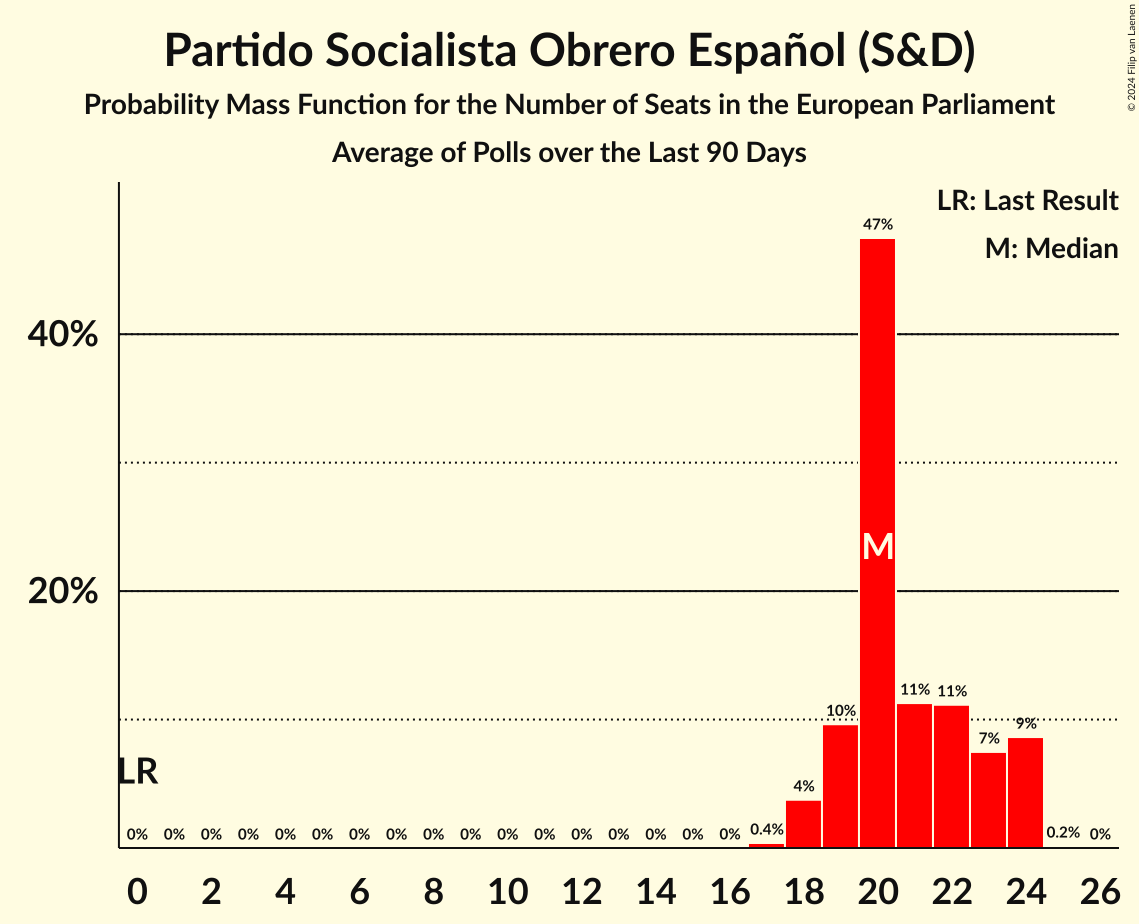 Partido Socialista Obrero Español (S&D)
Probability Mass Function for the Number of Seats in the European Parliament
Average of Polls over the Last 90 Days
© 2024 Filip van Laenen
LR: Last Result
M: Median
47%
40%
M
20%
11% 11%
10% 9%
7%
LR
4%
0% 0% 0% 0% 0% 0% 0% 0% 0% 0% 0% 0% 0% 0% 0% 0% 0% 0.4% 0.2% 0%
0 2 4 6 8 10 12 14 16 18 20 22 24 26